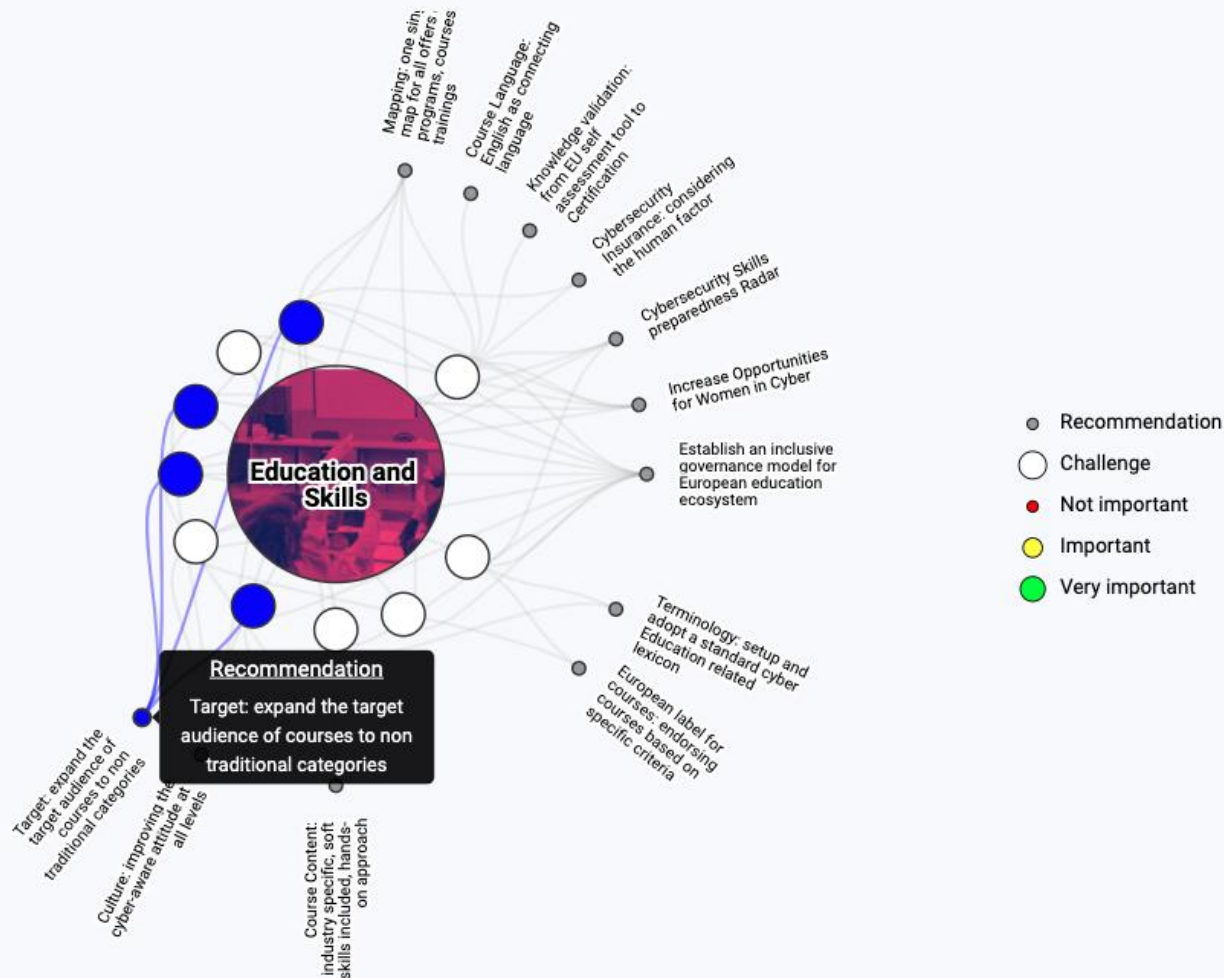 Mapping: one
map for all offers
programs, courses
trainings
Course Language:
English as connecting
language
Knowledge validation:
from EU self
assessment tool to
Certification
Cybersecurity
Insurance: considering
the human factor
Cybersecurity Skills
preparedness Radar
Increase Opportunities
for Women in Cyber
Establish an inclusive
governance model for
European education
ecosystem
Terminology: setup and
adopt a standard cyber
Education related
lexicon
European label for
courses: endorsing
courses based on
specific criteria
Course Content:
industry specific, soft
skills included, hands-
on approach
Culture: improving the
cyber-aware attitude at
all levels
Target: expand the
target audience of
courses to non
traditional categories
Education and
Skills
Recommendation
Target: expand the target
audience of courses to non
traditional categories
Recommendation
Challenge
Not important
Important
Very important